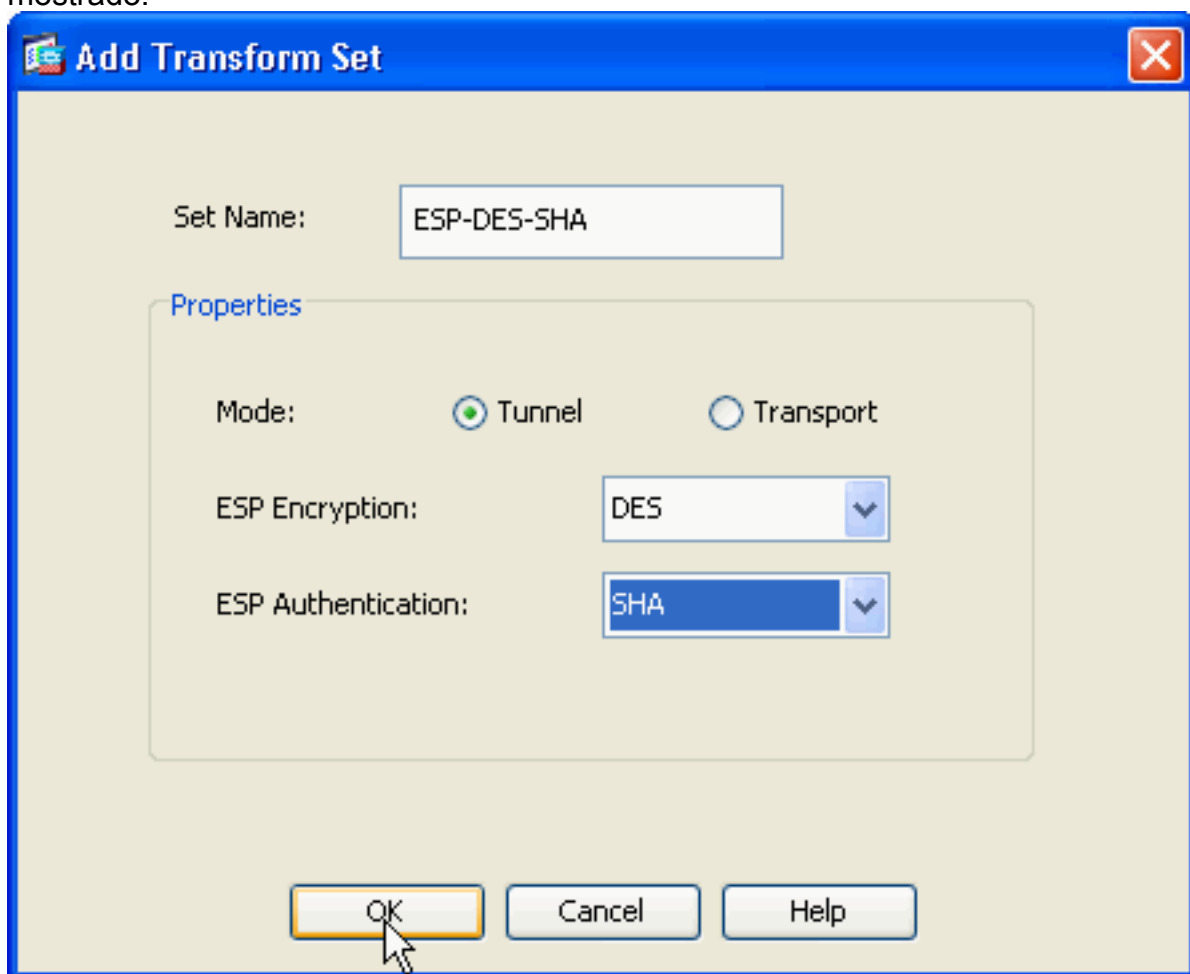 mostrado.
Add Transform Set
Set Name: ESP-DES-SHA
Properties
Mode: Tunnel Transport
ESP Encryption: DES
ESP Authentication: SHA
OK Cancel Help